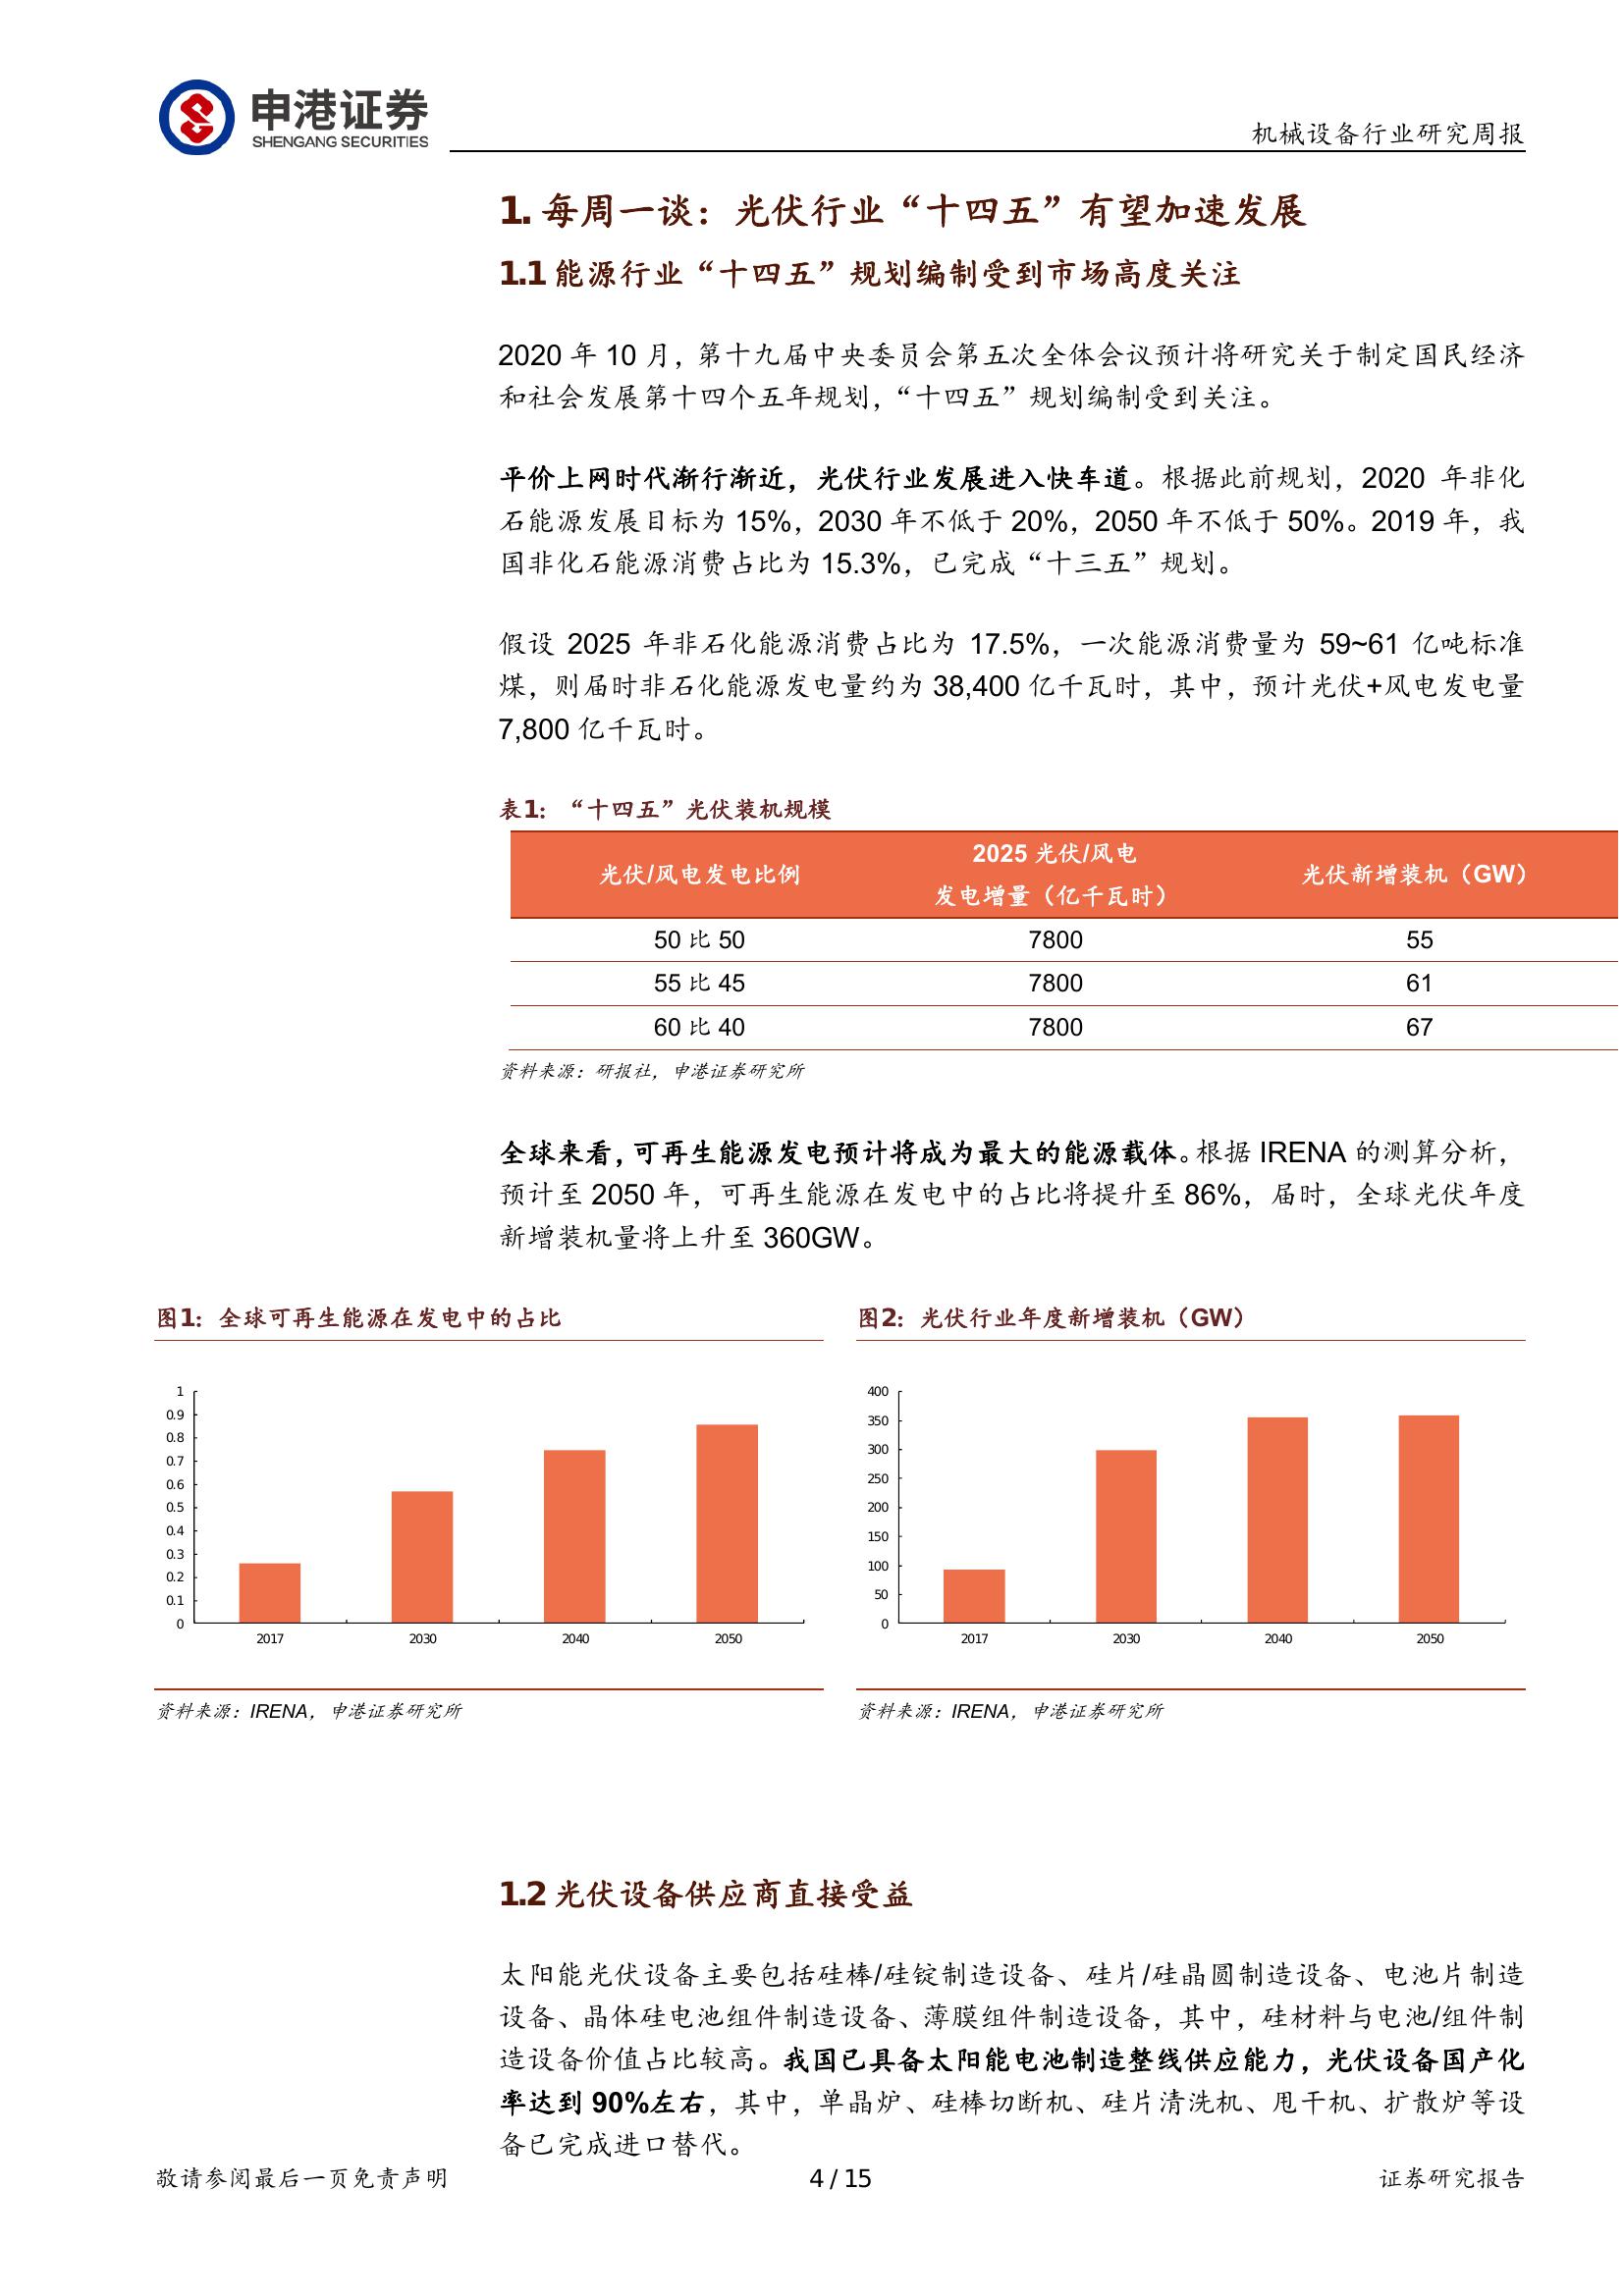 申港证券
SHENGANG SECURITIES
机械设备行业研究周报
1. 每周一谈：光伏行业“十四五”有望加速发展
1.1 能源行业“十四五”规划编制受到市场高度关注
2020 年 10 月，第十九届中央委员会第五次全体会议预计将研究关于制定国民经济
和社会发展第十四个五年规划，“十四五”规划编制受到关注。
平价上网时代渐行渐近，光伏行业发展进入快车道。根据此前规划，2020 年非化
石能源发展目标为 15%，2030 年不低于 20%，2050 年不低于 50%。2019 年，我
国非化石能源消费占比为 15.3%，已完成“十三五”规划。
假设 2025 年非石化能源消费占比为 17.5%，一次能源消费量为 59~61 亿吨标准
煤，则届时非石化能源发电量约为 38,400 亿千瓦时，其中，预计光伏+风电发电量
7,800 亿千瓦时。
表1：“十四五”光伏装机规模
光伏/风电发电比例
2025 光伏/风电
发电增量（亿千瓦时）
光伏新增装机（GW）
50 比 50 7800 55
55 比 45 7800 61
60 比 40 7800 67
资料来源：研报社，申港证券研究所
全球来看，可再生能源发电预计将成为最大的能源载体。根据 IRENA 的测算分析，
预计至 2050 年，可再生能源在发电中的占比将提升至 86%，届时，全球光伏年度
新增装机量将上升至 360GW。
图1：全球可再生能源在发电中的占比
1
0.9
0.8
0.7
0.6
0.5
0.4
0.3
0.2
0.1
0
2017 2030 2040 2050
资料来源：IRENA，申港证券研究所
图2：光伏行业年度新增装机（GW）
400
350
300
250
200
150
100
50
0
2017 2030 2040 2050
资料来源：IRENA，申港证券研究所
1.2 光伏设备供应商直接受益
太阳能光伏设备主要包括硅棒/硅锭制造设备、硅片/硅晶圆制造设备、电池片制造
设备、晶体硅电池组件制造设备、薄膜组件制造设备，其中，硅材料与电池/组件制
造设备价值占比较高。我国已具备太阳能电池制造整线供应能力，光伏设备国产化
率达到 90%左右，其中，单晶炉、硅棒切断机、硅片清洗机、甩干机、扩散炉等设
备已完成进口替代。
敬请参阅最后一页免责声明
4 / 15
证券研究报告